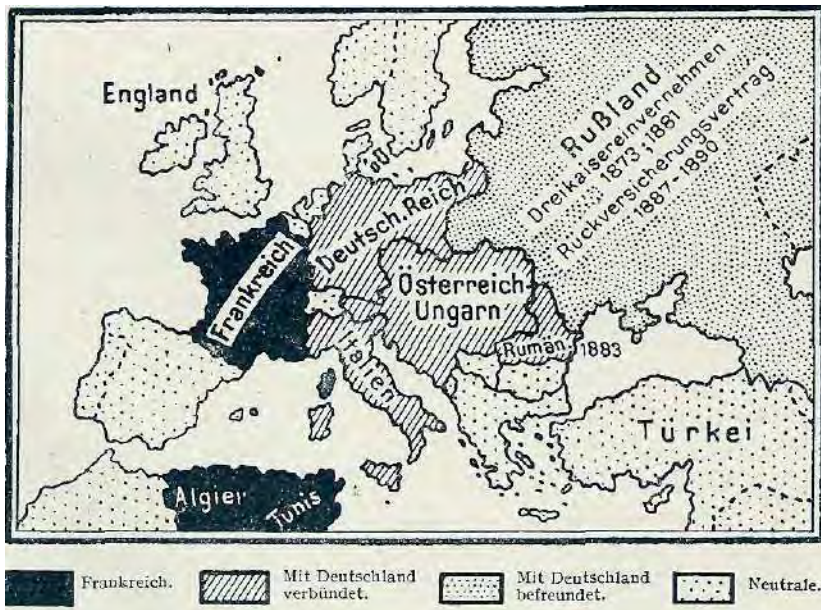 England
Rußland
Dreikaisereinvernehmen
1873, 1881
Rückversicherungsvertrag
1887-1890
Deutsch. Reich
Frankreich
Österreich
Ungarn
Italien
Rumän. 1883
Türkei
Algier
Tunis
Frankreich.
Mit Deutschland
verbündet.
Mit Deutschland
befreundet.
Neutrale.